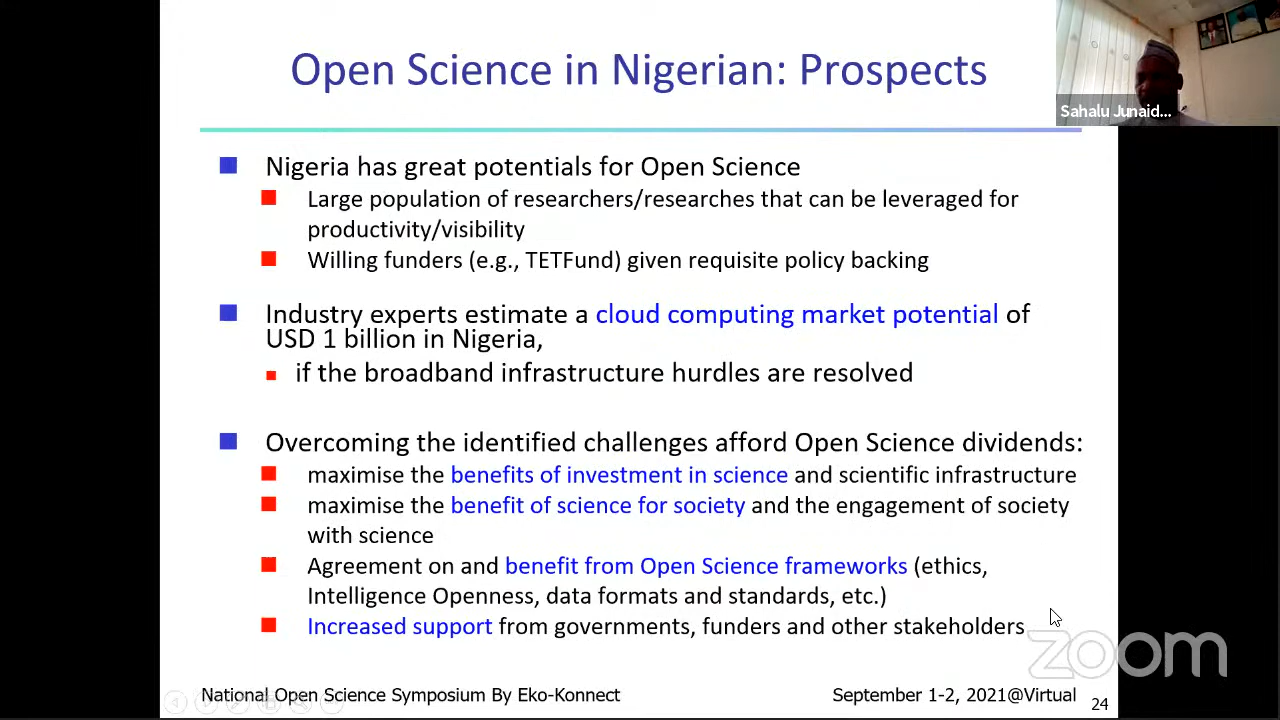 Open Science in Nigerian: Prospects
Sahalu Junaid...
Nigeria has great potentials for Open Science
Large population of researchers/researches that can be leveraged for
productivity/visibility
Willing funders (e.g., TETFund) given requisite policy backing
Industry experts estimate a cloud computing market potential of
USD 1 billion in Nigeria,
if the broadband infrastructure hurdles are resolved
Overcoming the identified challenges afford Open Science dividends:
maximise the benefits of investment in science and scientific infrastructure
maximise the benefit of science for society and the engagement of society
with science
Agreement on and benefit from Open Science frameworks (ethics,
Intelligence Openness, data formats and standards, etc.)
Increased support from governments, funders and other stakeholders
zoom
National Open Science Symposium By Eko-Konnect
September 1-2, 2021@Virtual
24